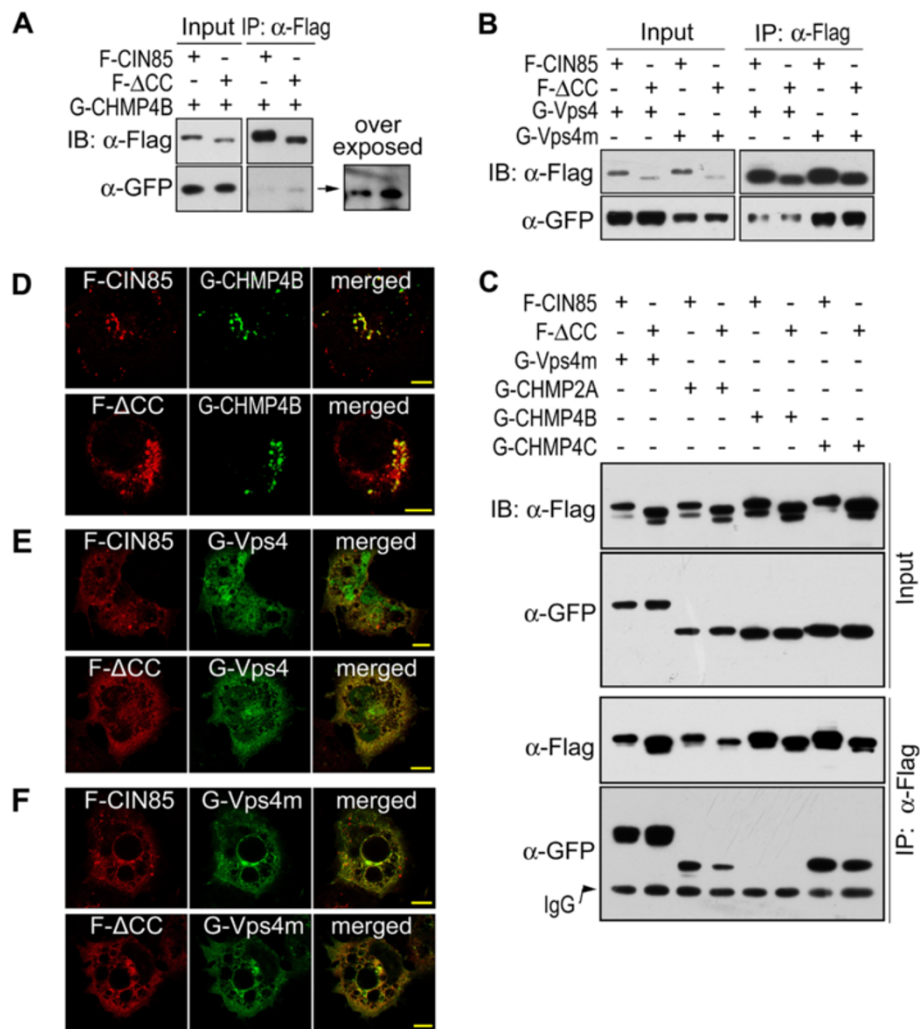 A
Input IP: α-Flag
F-CIN85 + - + -
F-ΔCC - + - +
G-CHMP4B + + + +
IB: α-Flag
α-GFP
over
exposed
B
Input IP: α-Flag
F-CIN85 + - + - + - + -
F-ΔCC - + - + - + - +
G-Vps4 + + - - + + - -
G-Vps4m - - + + - - + +
IB: α-Flag
α-GFP
C
F-CIN85 + - + - + - + -
F-ΔCC - + - + - + - +
G-Vps4m + + - - - - - -
G-CHMP2A - - + + - - - -
G-CHMP4B - - - - + + - -
G-CHMP4C - - - - - - + +
IB: α-Flag
α-GFP
Input
α-Flag
α-GFP
IgG
IP: α-Flag
D
F-CIN85 G-CHMP4B merged
F-ΔCC G-CHMP4B merged
E
F-CIN85 G-Vps4 merged
F-ΔCC G-Vps4 merged
F
F-CIN85 G-Vps4m merged
F-ΔCC G-Vps4m merged